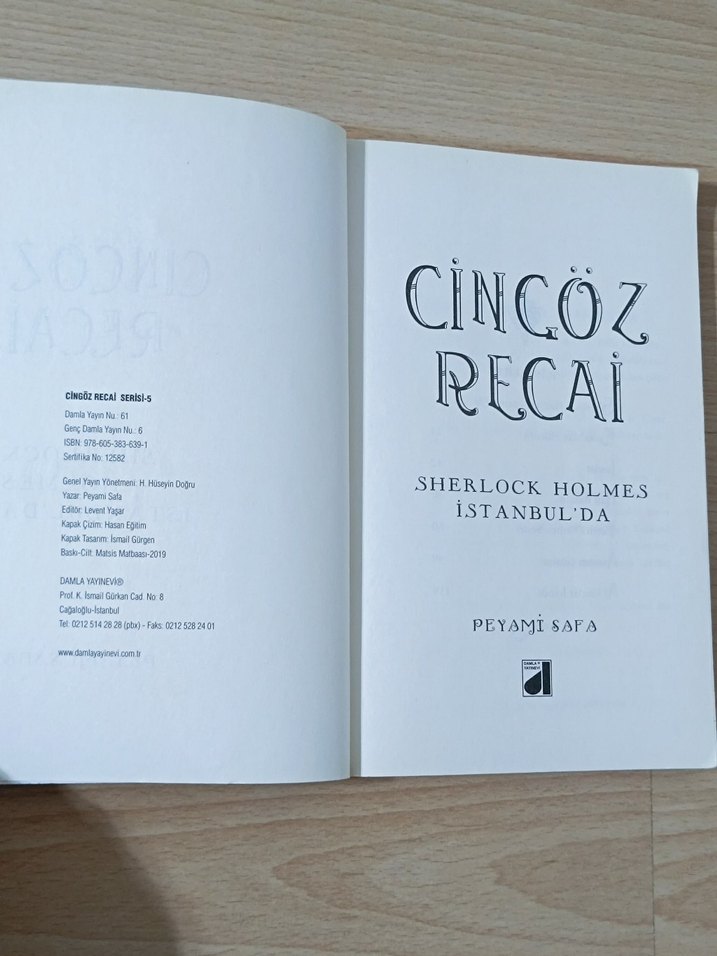 CİNGÖZ RECAİ SERİSİ-5
Damla Yayın Nu.: 61
Genç Damla Yayın Nu.: 6
ISBN: 978-605-383-639-1
Sertifika No: 12582
Genel Yayın Yönetmeni: H. Hüseyin Doğru
Yazar: Peyami Safa
Editör: Levent Yaşar
Kapak Çizim: Hasan Eğitim
Kapak Tasarım: İsmail Gürgen
Baskı-Cilt: Matsis Matbaası-2019
DAMLA YAYINEVİ®
Prof. K. İsmail Gürkan Cad. No: 8
Cağaloğlu-İstanbul
Tel: 0212 514 28 28 (pbx) - Faks: 0212 528 24 01
www.damlayayinevi.com.tr
CİNGÖZ
RECAİ
SHERLOCK HOLMES
İSTANBUL'DA
PEYAMİ SAFA
DAMLA ®
YAYINEVİ